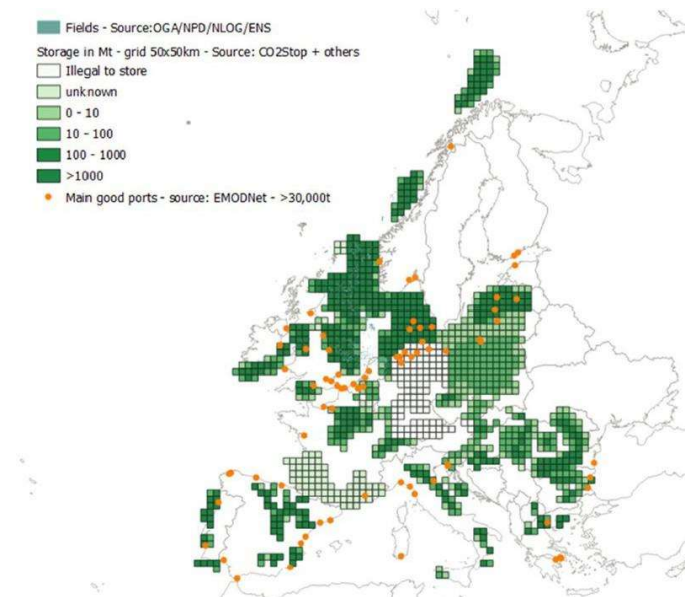 Fields - Source:OGA/NPD/NLOG/ENS
Storage in Mt - grid 50x50km - Source: CO2Stop + others
Illegal to store
unknown
0 - 10
10 - 100
100 - 1000
>1000
Main good ports - source: EMODNet - >30,000t